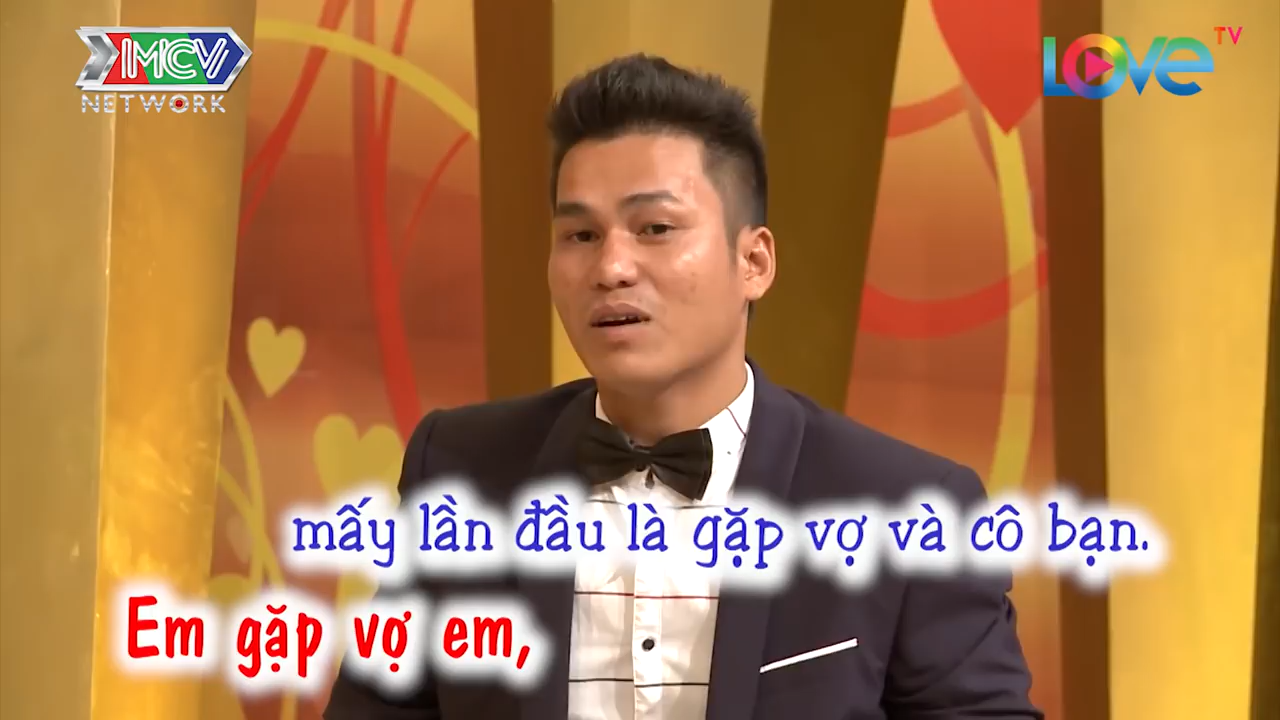 MCV
NETWORK
LOVE TV
mấy lần đầu là gặp vợ và cô bạn.
Em gặp vợ em,